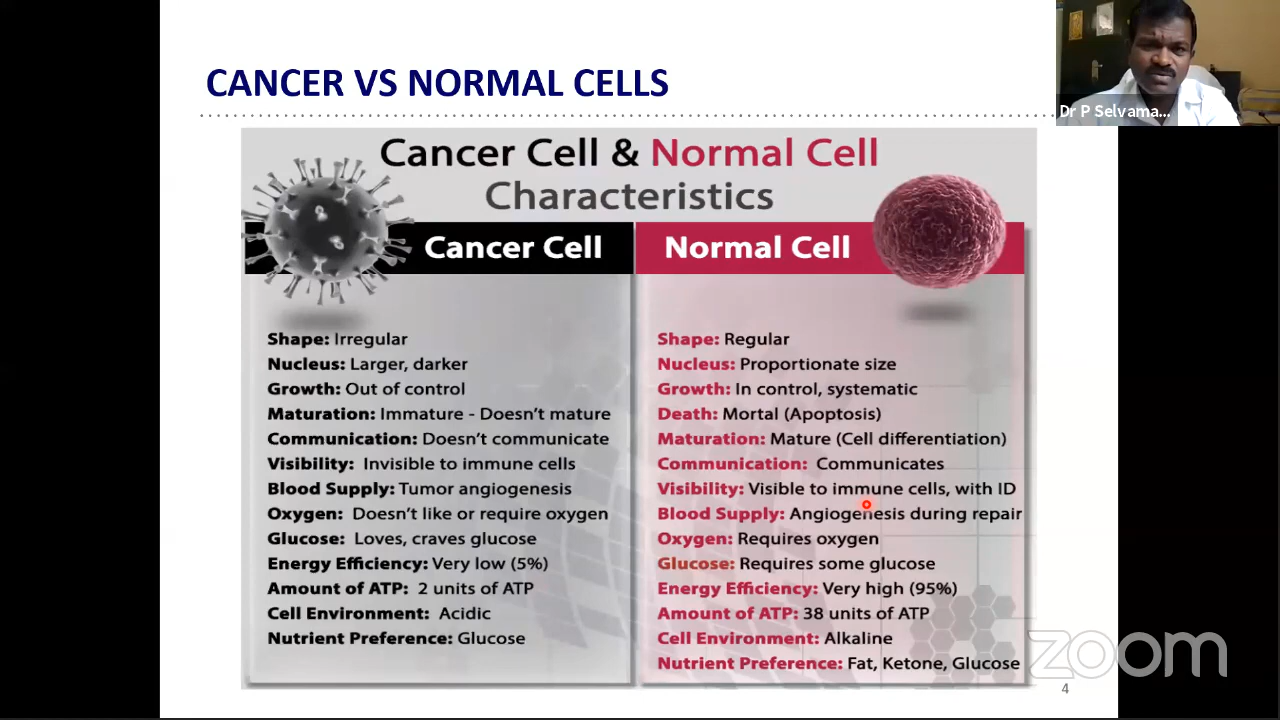 CANCER VS NORMAL CELLS
Dr P Selvama...
Cancer Cell & Normal Cell
Characteristics
Cancer Cell
Normal Cell
Shape: Irregular
Nucleus: Larger, darker
Growth: Out of control
Maturation: Immature - Doesn't mature
Communication: Doesn't communicate
Visibility: Invisible to immune cells
Blood Supply: Tumor angiogenesis
Oxygen: Doesn't like or require oxygen
Glucose: Loves, craves glucose
Energy Efficiency: Very low (5%)
Amount of ATP: 2 units of ATP
Cell Environment: Acidic
Nutrient Preference: Glucose
Shape: Regular
Nucleus: Proportionate size
Growth: In control, systematic
Death: Mortal (Apoptosis)
Maturation: Mature (Cell differentiation)
Communication: Communicates
Visibility: Visible to immune cells, with ID
Blood Supply: Angiogenesis during repair
Oxygen: Requires oxygen
Glucose: Requires some glucose
Energy Efficiency: Very high (95%)
Amount of ATP: 38 units of ATP
Cell Environment: Alkaline
Nutrient Preference: Fat, Ketone, Glucose
zoom
4